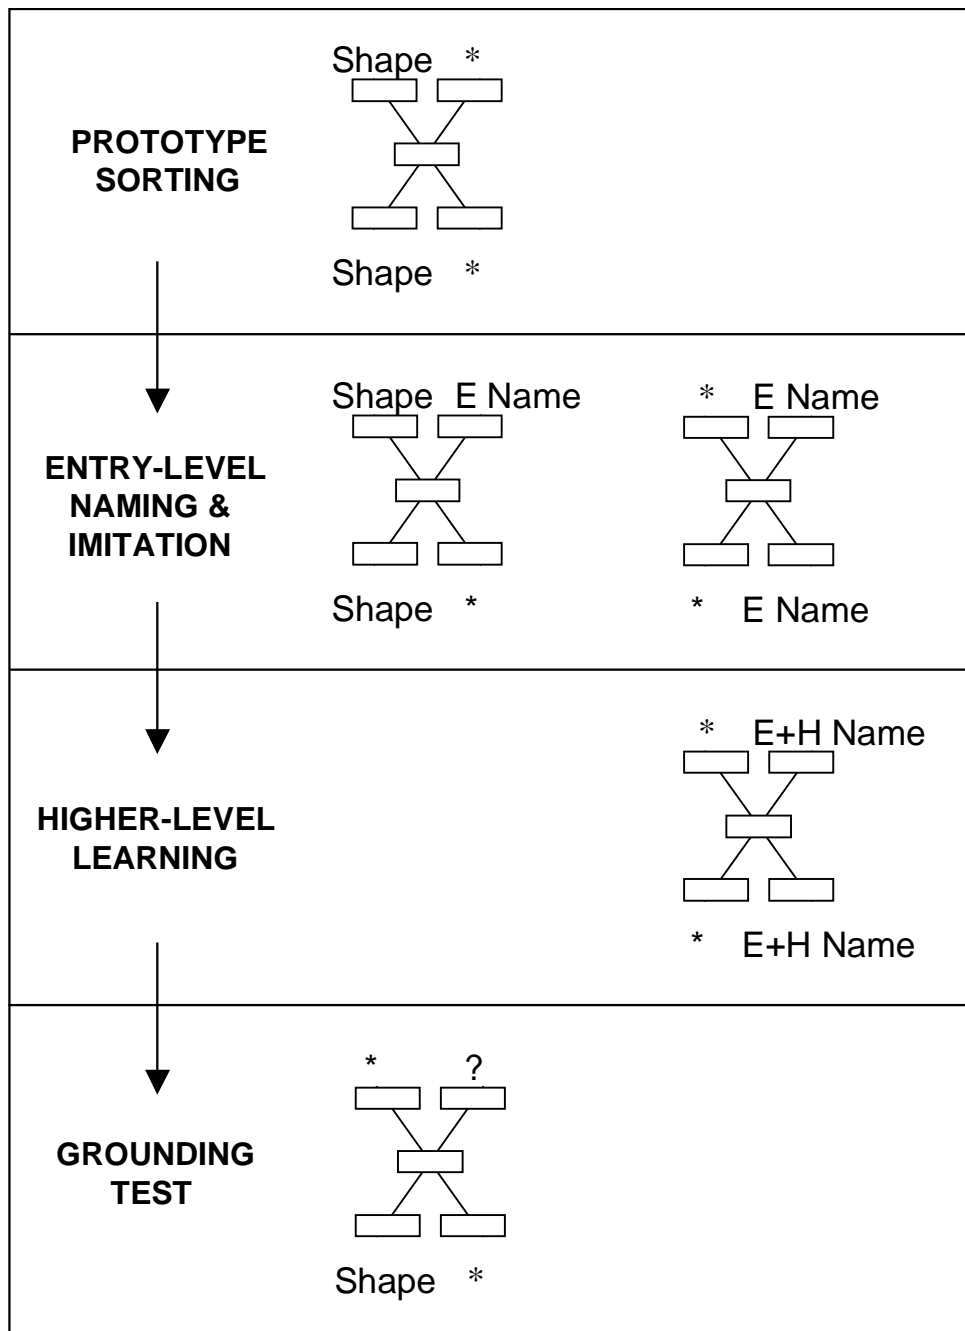 Shape *
PROTOTYPE
SORTING
Shape *
Shape E Name * E Name
ENTRY-LEVEL
NAMING &
IMITATION
Shape * * E Name
* E+H Name
HIGHER-LEVEL
LEARNING
* E+H Name
* ?
GROUNDING
TEST
Shape *